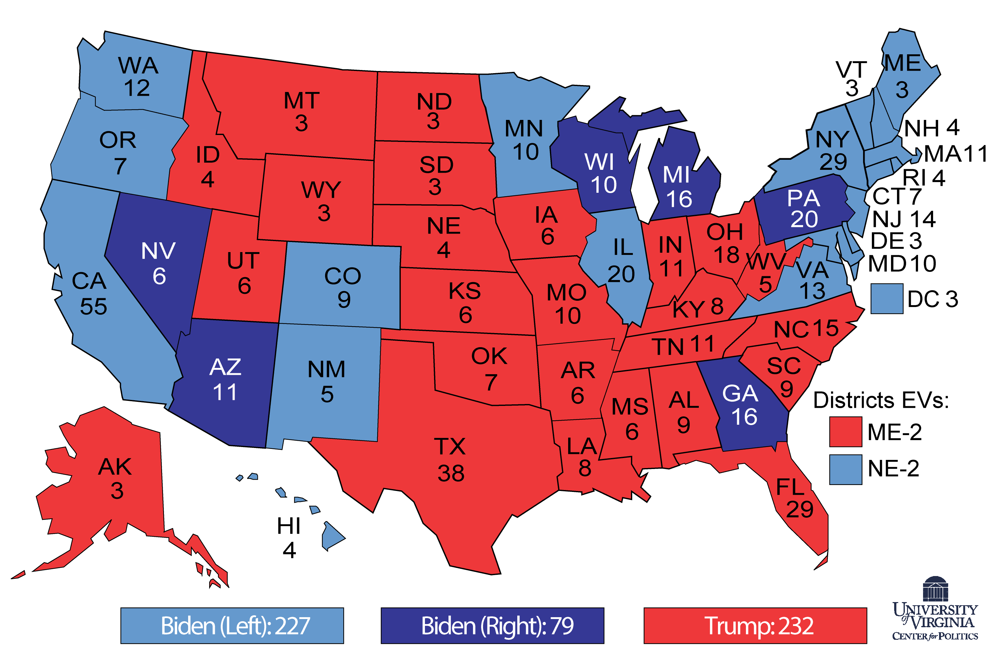 WA
12
OR
7
CA
55
NV
6
ID
4
MT
3
WY
3
UT
6
AZ
11
CO
9
NM
5
ND
3
SD
3
NE
4
KS
6
OK
7
TX
38
MN
10
IA
6
MO
10
AR
6
LA
8
WI
10
IL
20
MI
16
IN
11
OH
18
KY 8
TN 11
MS
6
AL
9
GA
16
FL
29
SC
9
NC 15
VA
13
WV
5
PA
20
NY
29
VT
3
ME
3
NH 4
MA 11
RI 4
CT 7
NJ 14
DE 3
MD 10
DC 3
AK
3
HI
4
Districts EVs:
ME-2
NE-2
Biden (Left): 227
Biden (Right): 79
Trump: 232
UNIVERSITY
of VIRGINIA
CENTER for POLITICS